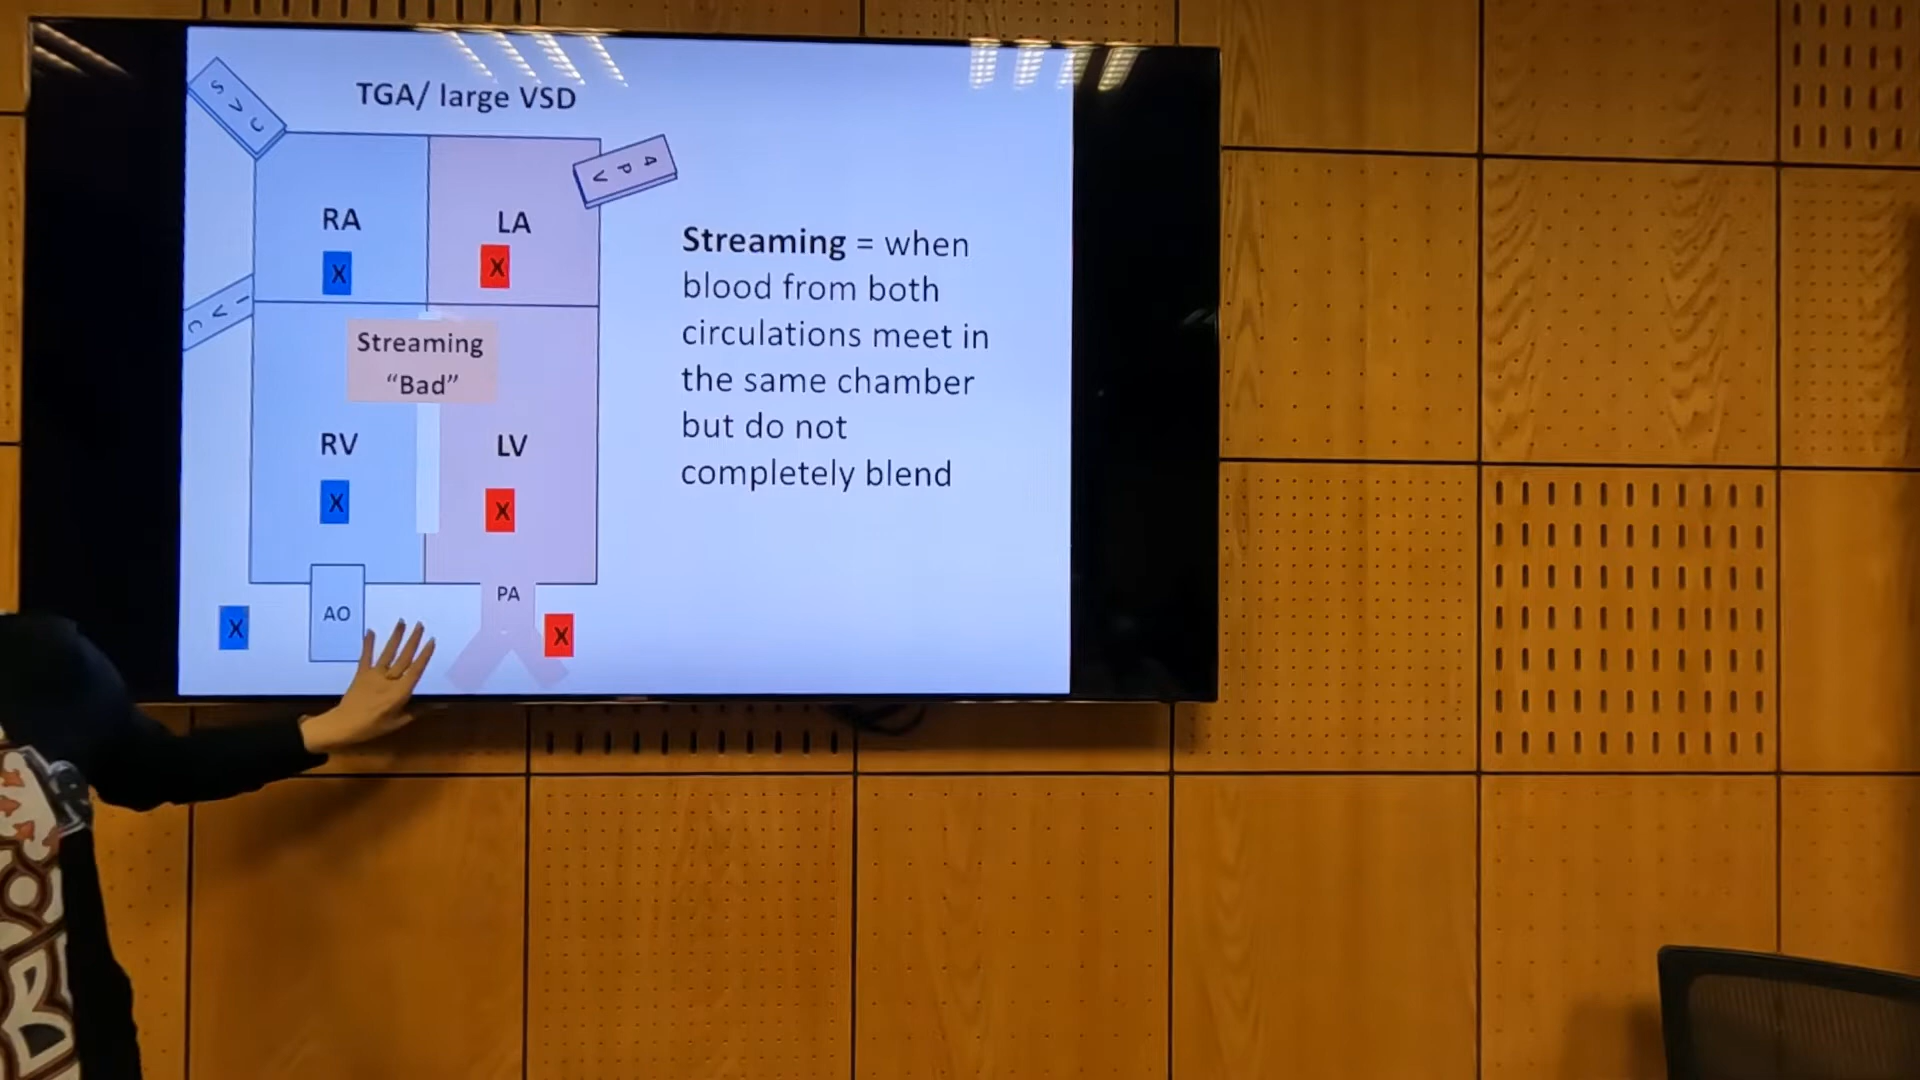 TGA/ large VSD
SVC
4PV
RA
X
LA
X
IVC
Streaming
“Bad”
RV
X
LV
X
AO
X
PA
X
Streaming = when
blood from both
circulations meet in
the same chamber
but do not
completely blend